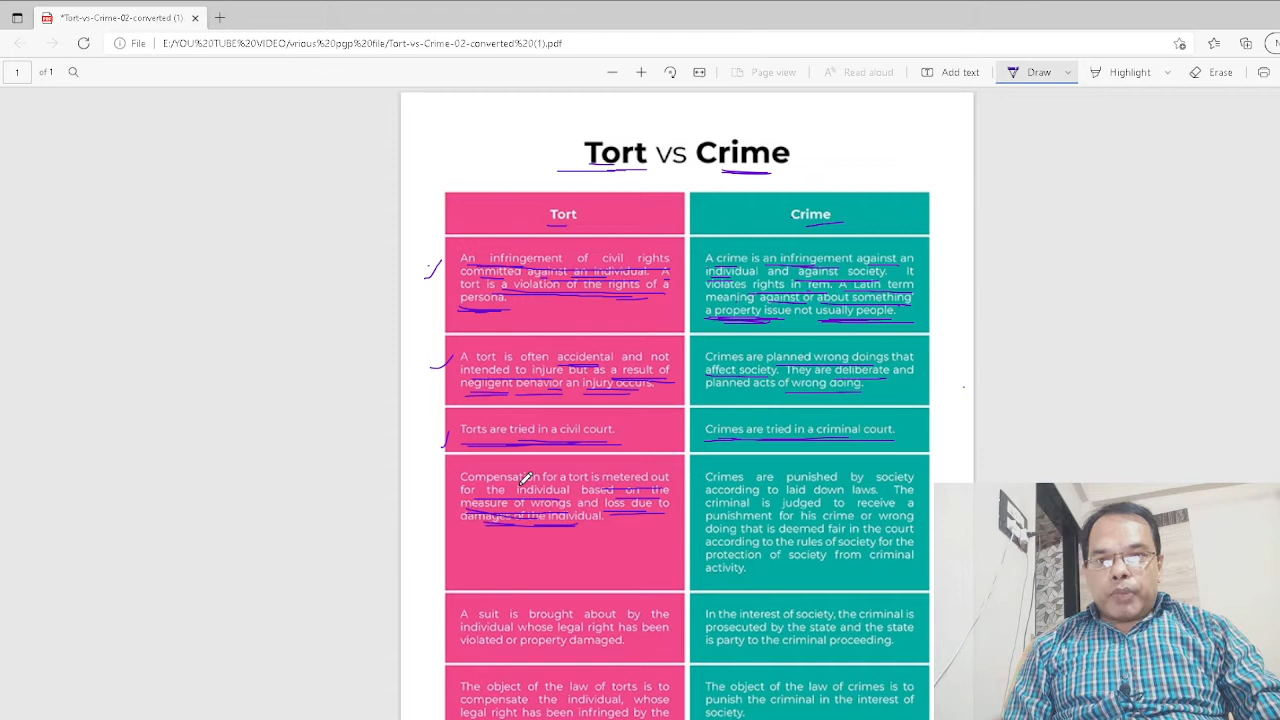 *Tort-vs-Crime-02-converted (1).
File
E:/YOU%20TUBE%20VIDEO/various%20pgp%20file/Tort-vs-Crime-02-converted%20(1).pdf
1 of 1
Page view
Read aloud
Add text
Draw
Highlight
Erase
Tort vs Crime
Tort
Crime
An infringement of civil rights
committed against an individual. A
tort is a violation of the rights of a
persona.
A crime is an infringement against an
individual and against society. It
violates rights in rem. A Latin term
meaning against or about something'
a property issue not usually people.
A tort is often accidental and not
intended to injure but as a result of
negligent behavior an injury occurs.
Crimes are planned wrong doings that
affect society. They are deliberate and
planned acts of wrong doing.
Torts are tried in a civil court.
Crimes are tried in a criminal court.
Compensation for a tort is metered out
for the individual based on the
measure of wrongs and loss due to
damages of the individual.
Crimes are punished by society
according to laid down laws. The
criminal is judged to receive a
punishment for his crime or wrong
doing that is deemed fair in the court
according to the rules of society for the
protection of society from criminal
activity.
A suit is brought about by the
individual whose legal right has been
violated or property damaged.
In the interest of society, the criminal is
prosecuted by the state and the state
is party to the criminal proceeding.
The object of the law of torts is to
compensate the individual, whose
legal right has been infringed by the
The object of the law of crimes is to
punish the criminal in the interest of
society.